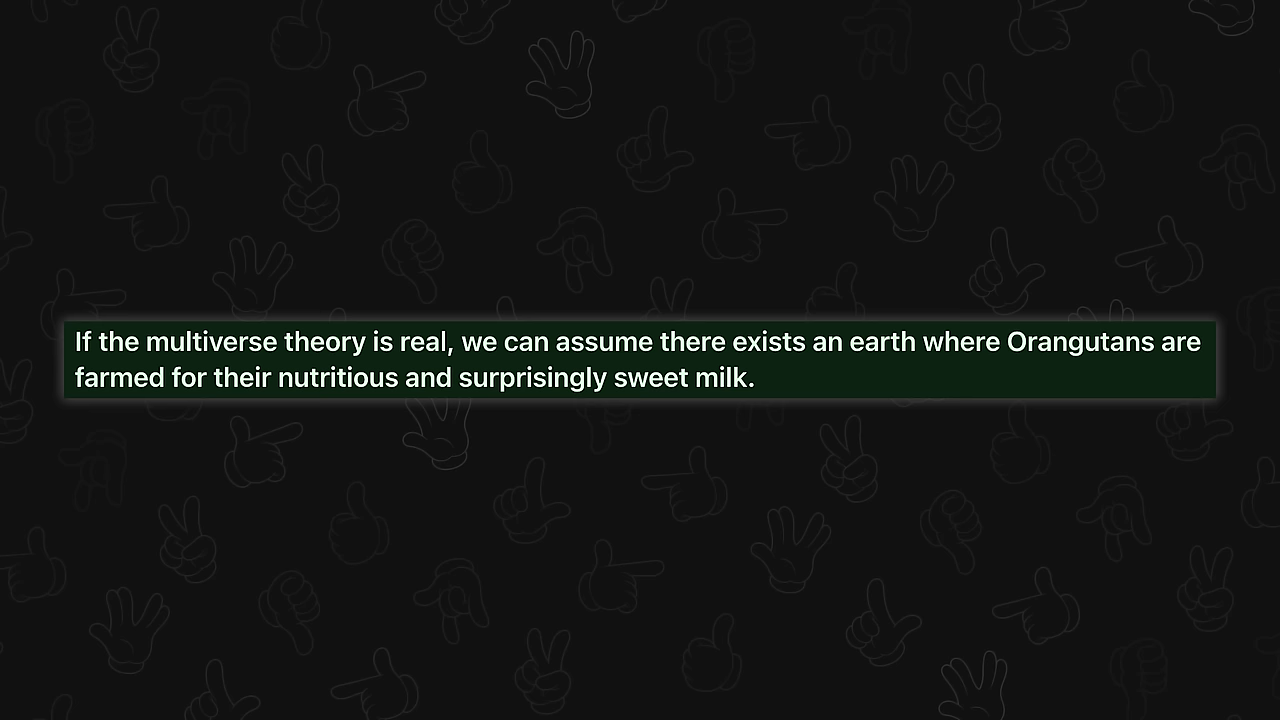 If the multiverse theory is real, we can assume there exists an earth where Orangutans are
farmed for their nutritious and surprisingly sweet milk.